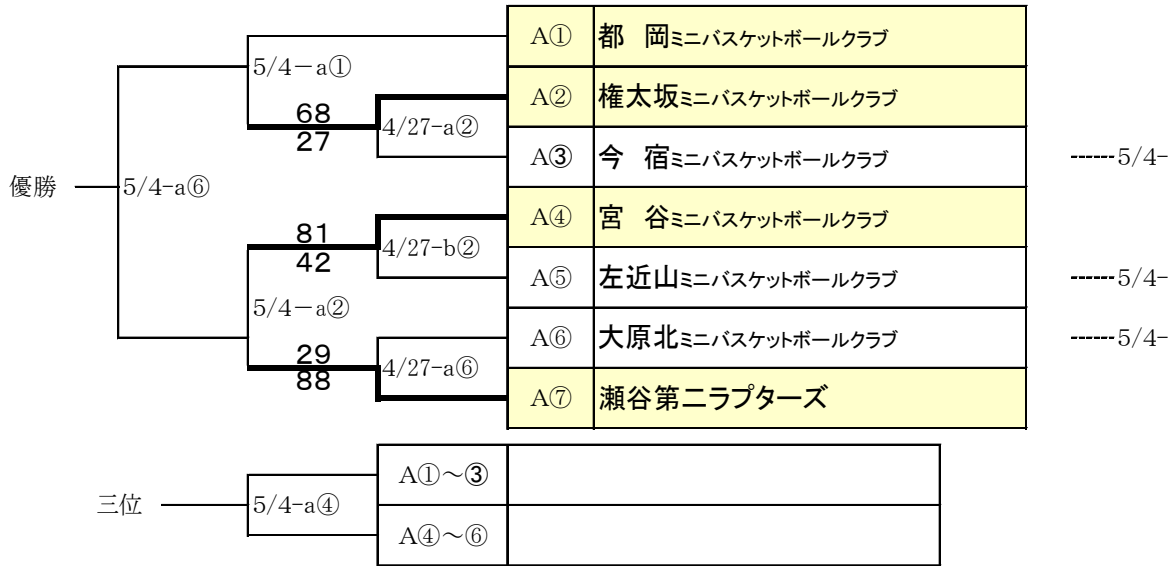 A① 都 岡ミニバスケットボールクラブ
5/4－a①
A② 権太坂ミニバスケットボールクラブ
68
4/27-a②
27
A③ 今 宿ミニバスケットボールクラブ
------5/4-
優勝
5/4-a⑥
A④ 宮 谷ミニバスケットボールクラブ
81
4/27-b②
42
A⑤ 左近山ミニバスケットボールクラブ
------5/4-
5/4－a②
A⑥ 大原北ミニバスケットボールクラブ
------5/4-
29
4/27-a⑥
88
A⑦ 瀬谷第二ラプターズ
A①～③
三位
5/4-a④
A④～⑥